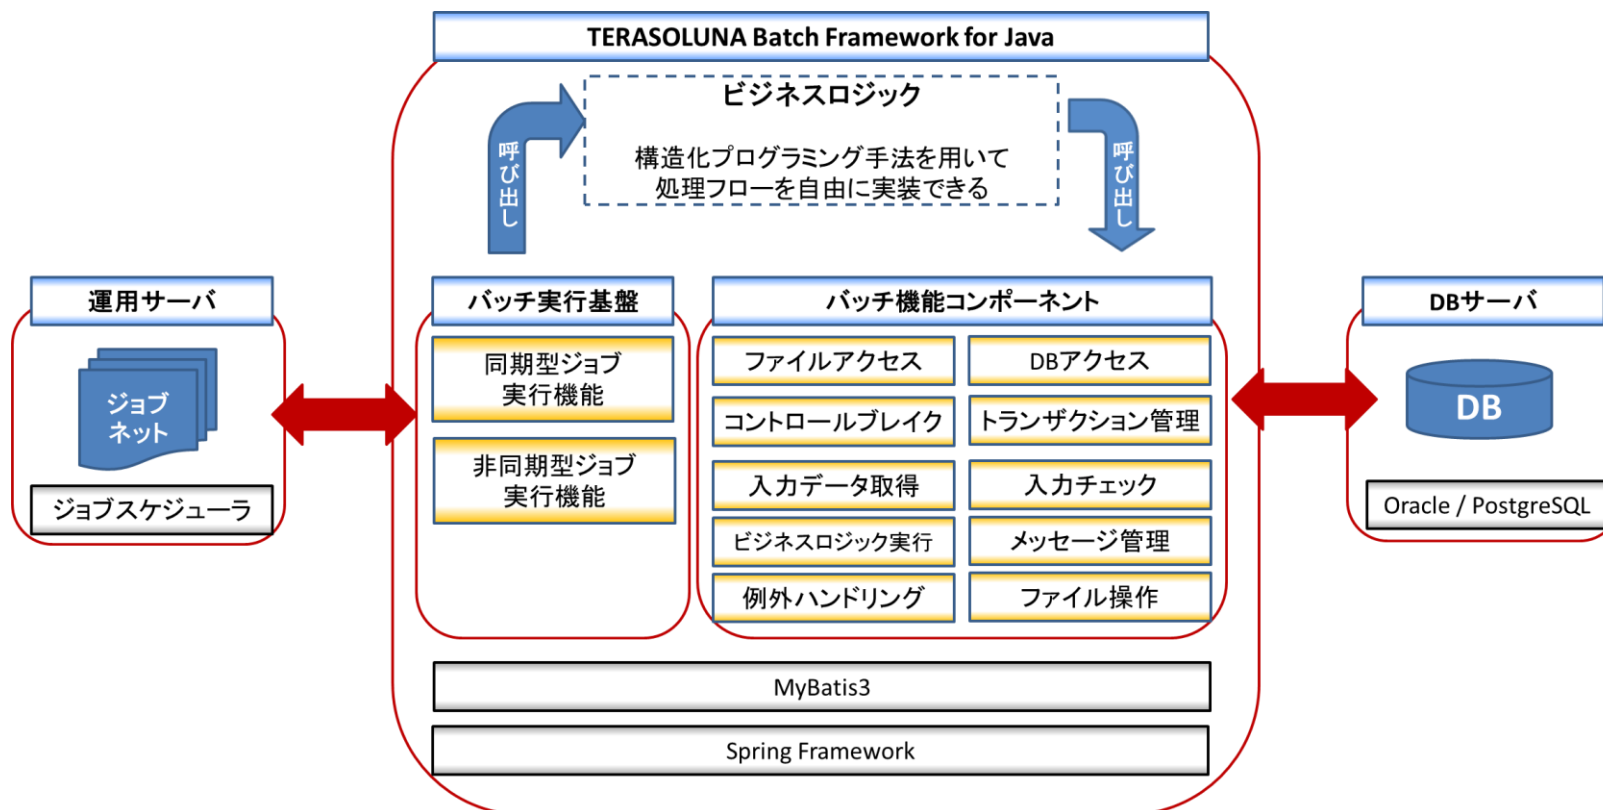 TERASOLUNA Batch Framework for Java
ビジネスロジック
構造化プログラミング手法を用いて
処理フローを自由に実装できる
呼び出し
呼び出し
運用サーバ
ジョブ
ネット
ジョブスケジューラ
バッチ実行基盤
同期型ジョブ
実行機能
非同期型ジョブ
実行機能
バッチ機能コンポーネント
ファイルアクセス
DBアクセス
コントロールブレイク
トランザクション管理
入力データ取得
入力チェック
ビジネスロジック実行
メッセージ管理
例外ハンドリング
ファイル操作
MyBatis3
Spring Framework
DBサーバ
DB
Oracle / PostgreSQL